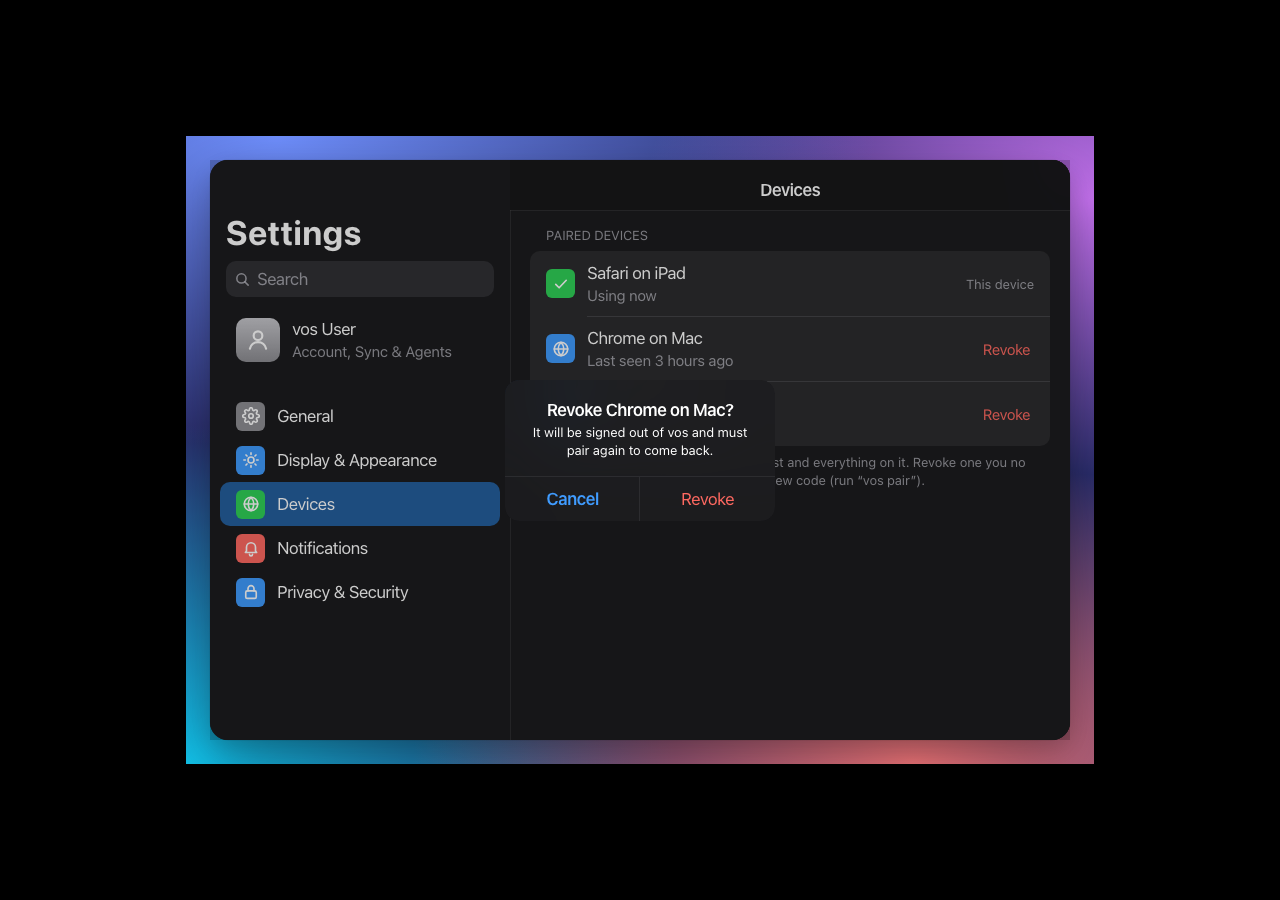 Devices
Settings
Search
vos User
Account, Sync & Agents
General
Display & Appearance
Devices
Notifications
Privacy & Security
PAIRED DEVICES
Safari on iPad
Using now
This device
Chrome on Mac
Last seen 3 hours ago
Revoke
Revoke
st and everything on it. Revoke one you no
ew code (run “vos pair”).
Revoke Chrome on Mac?
It will be signed out of vos and must
pair again to come back.
Cancel
Revoke